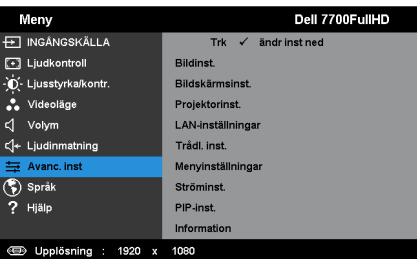 Meny Dell 7700FullHD
INGÅNGSKÄLLA
Ljudkontroll
Ljusstyrka/kontr.
Videoläge
Volym
Ljudinmatning
Avanc. inst
Språk
Hjälp
Trk ✓ ändr inst ned
Bildinst.
Bildskärmsinst.
Projektorinst.
LAN-inställningar
Trådl. inst.
Menyinställningar
Ströminst.
PIP-inst.
Information
Upplösning : 1920 x 1080